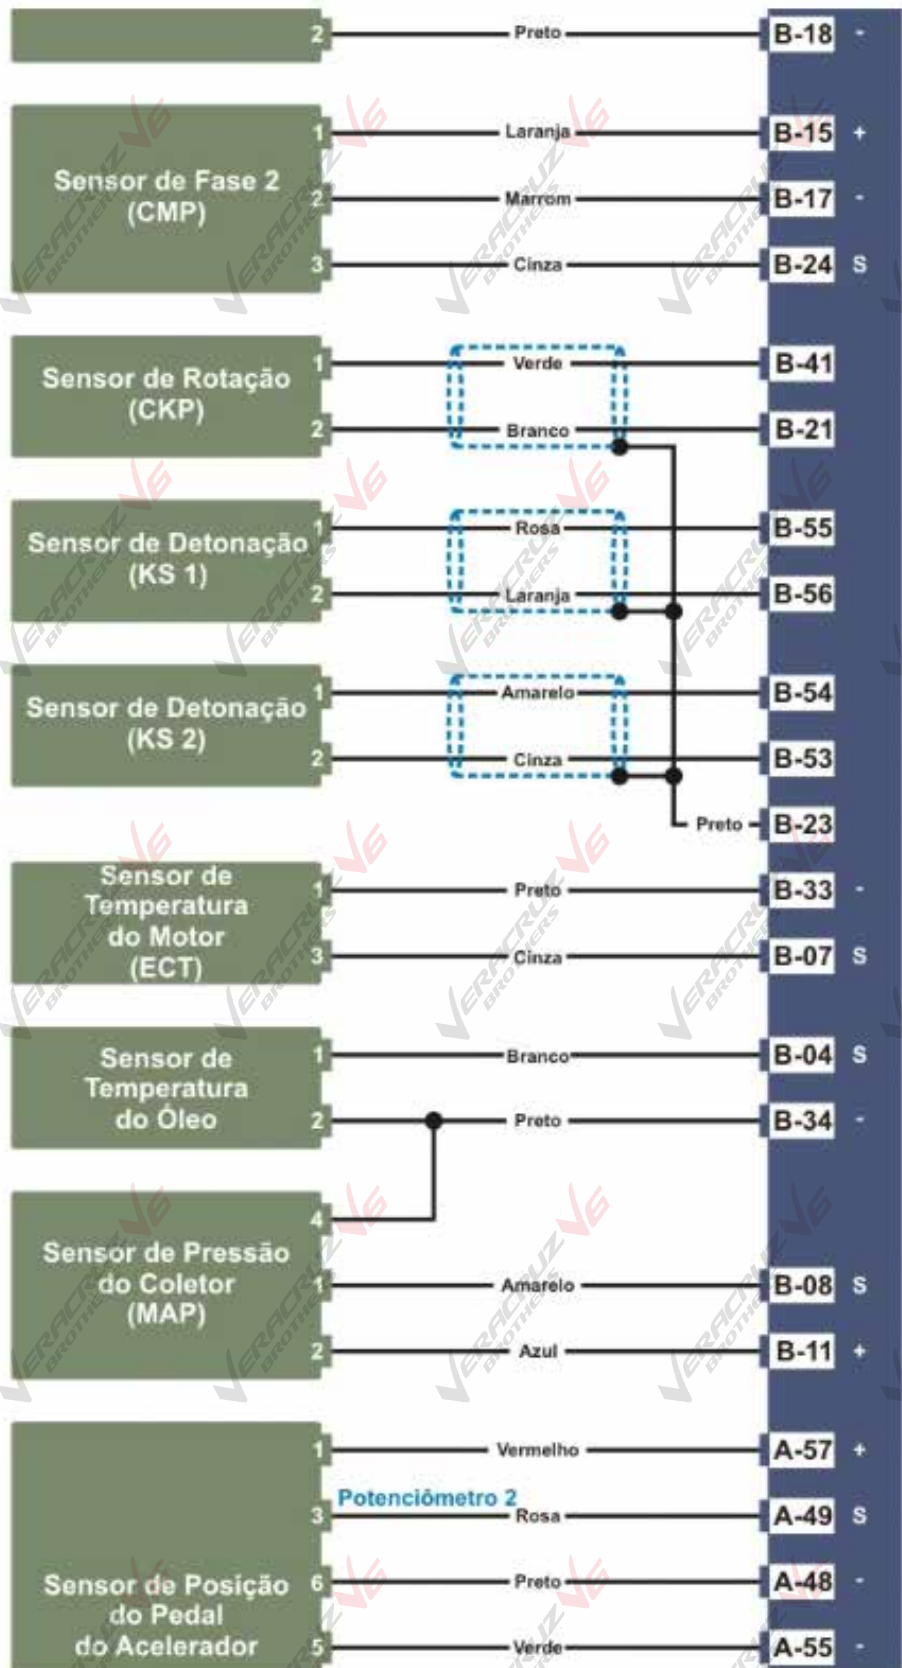 2 Preto B-18 -
1 Laranja B-15 +
Sensor de Fase 2
(CMP)
2 Marrom B-17 -
3 Cinza B-24 S
1 Verde B-41
Sensor de Rotação
(CKP)
2 Branco B-21
1 Rosa B-55
Sensor de Detonação
(KS 1)
2 Laranja B-56
1 Amarelo B-54
Sensor de Detonação
(KS 2)
2 Cinza B-53
Preto B-23
Sensor de
Temperatura
do Motor
(ECT)
1 Preto B-33 -
3 Cinza B-07 S
Sensor de
Temperatura
do Óleo
1 Branco B-04 S
2 Preto B-34 -
4
Sensor de Pressão
do Coletor
(MAP)
1 Amarelo B-08 S
2 Azul B-11 +
1 Vermelho A-57 +
Potenciômetro 2
3 Rosa A-49 S
Sensor de Posição
do Pedal
do Acelerador
6 Preto A-48 -
5 Verde A-55 -
VERACRUZ V6
BROTHERS